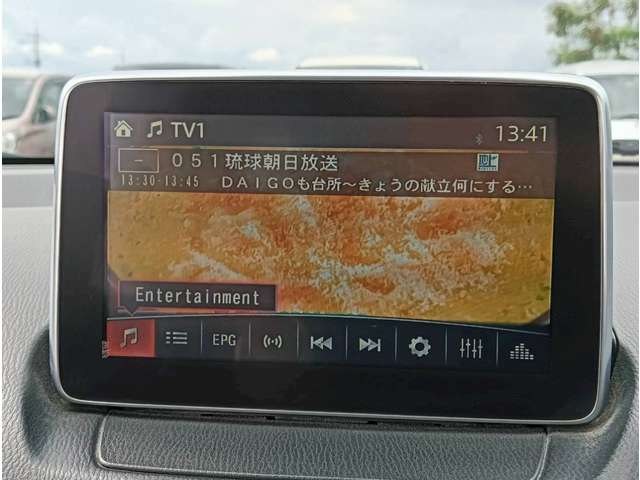 TV1 13:41
- 051琉球朝日放送
13:30-13:45 DAIGOも台所~きょうの献立何にする…
Entertainment
EPG